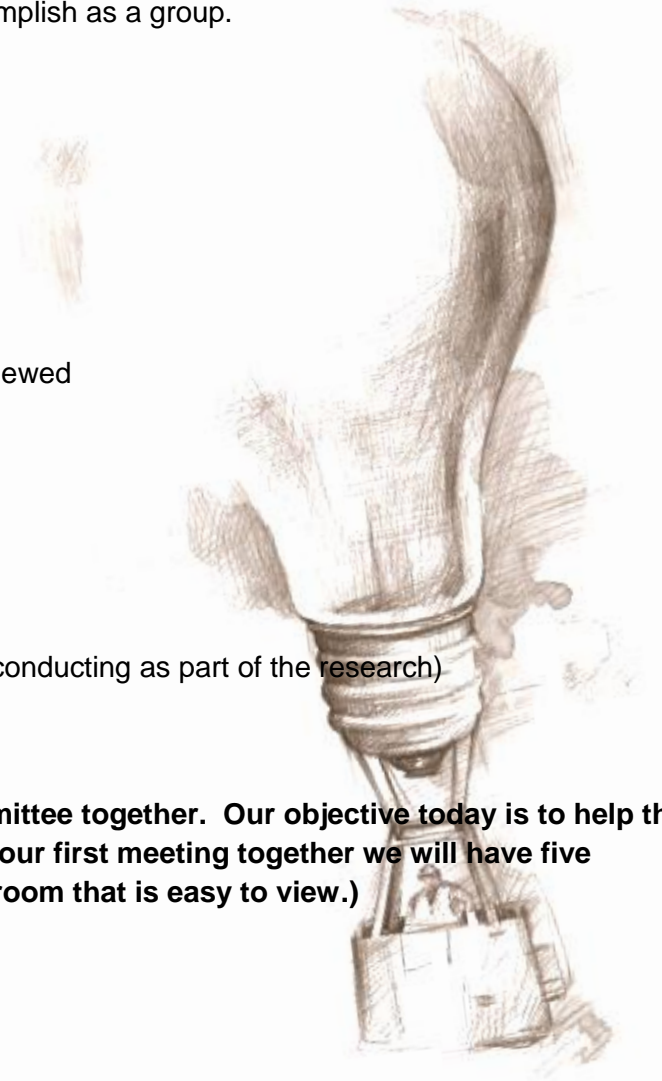 mplish as a group.
ewed
conducting as part of the research)
mittee together.  Our objective today is to help th
our first meeting together we will have five
room that is easy to view.)